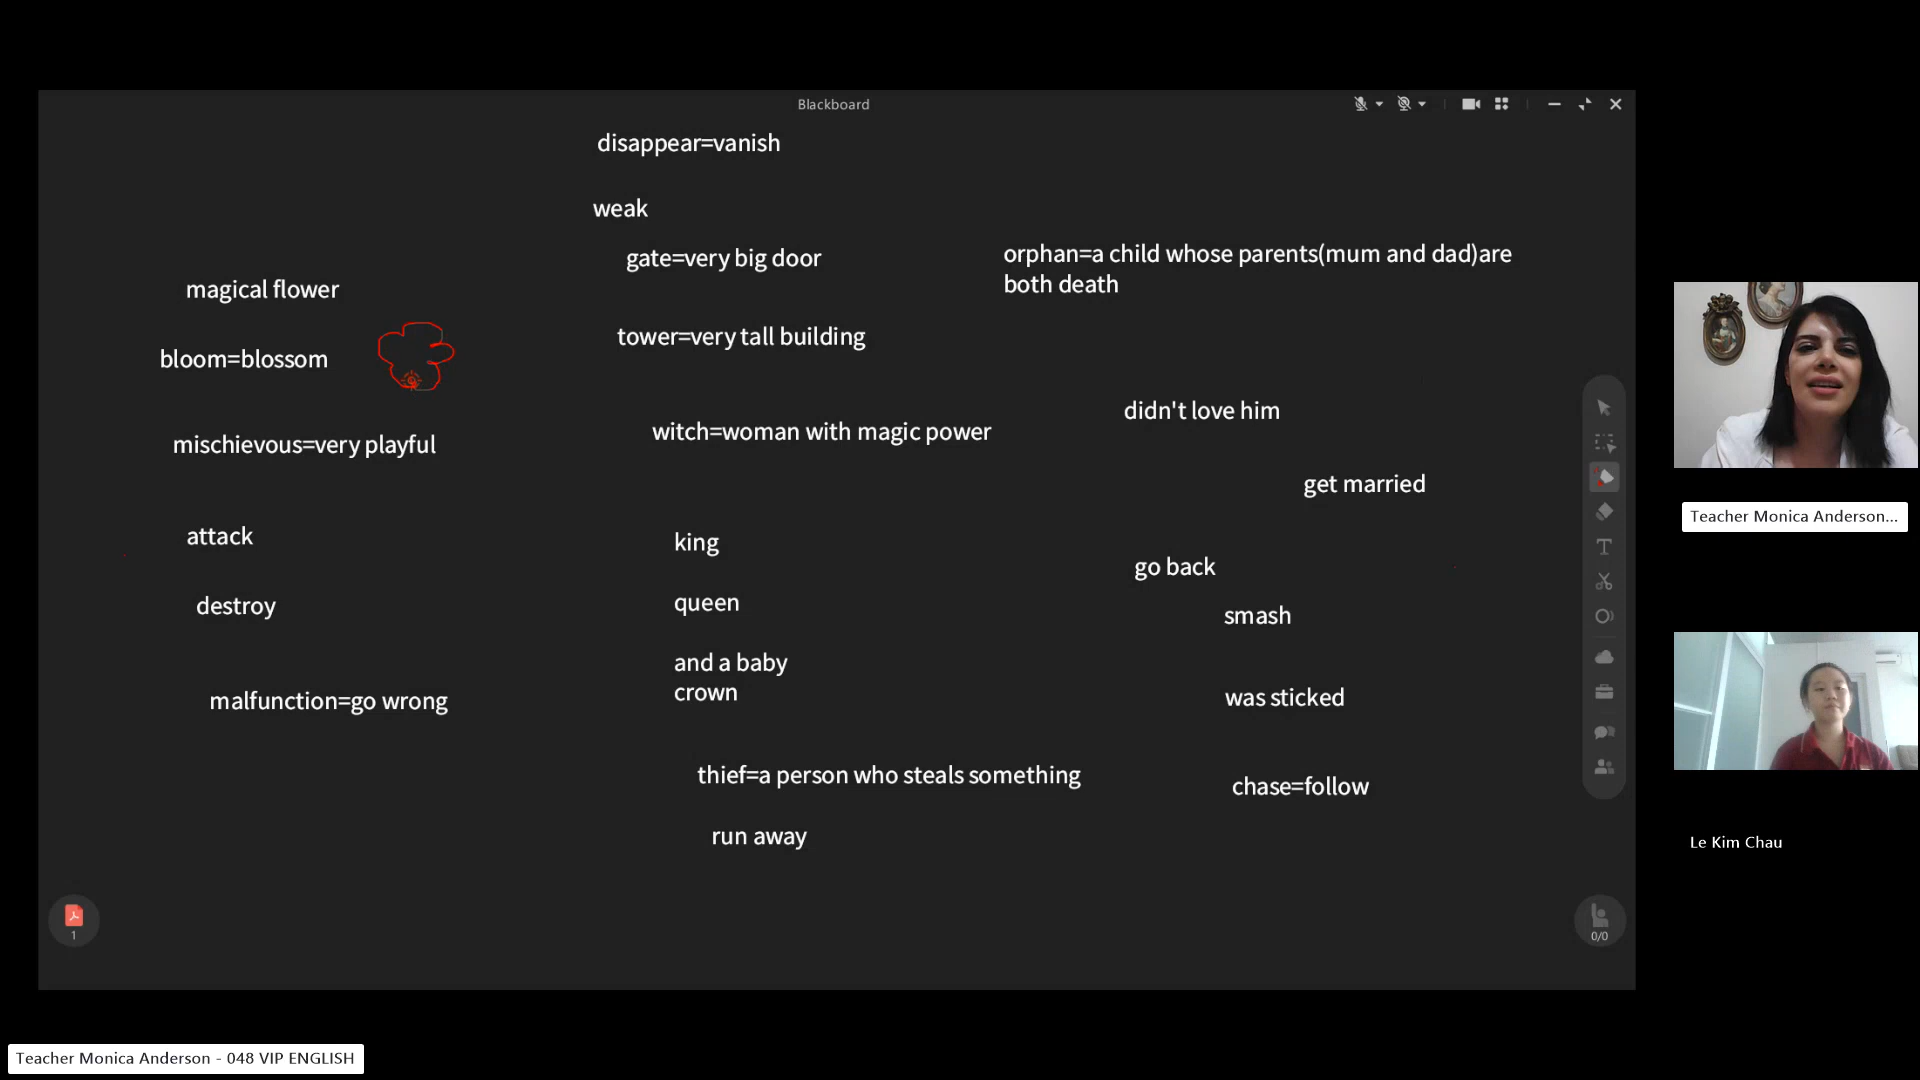 Blackboard
disappear=vanish
weak
gate=very big door
orphan=a child whose parents(mum and dad)are
both death
magical flower
tower=very tall building
bloom=blossom
didn't love him
witch=woman with magic power
mischievous=very playful
get married
attack
king
go back
queen
destroy
smash
and a baby
crown
was sticked
malfunction=go wrong
thief=a person who steals something
chase=follow
run away
1
0/0
Teacher Monica Anderson...
Le Kim Chau
Teacher Monica Anderson - 048 VIP ENGLISH